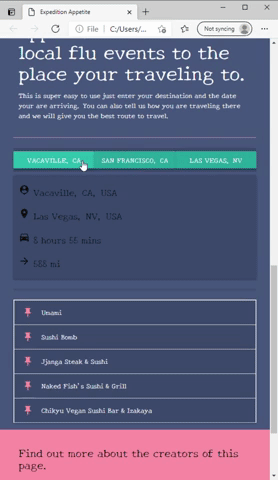 Expedition Appetite
File
C:/Users/...
Not syncing
local flu events to the
place your traveling to.
This is super easy to use just enter your destination and the date
your are arriving. You can also tell us how you are traveling there
and we will give you the best route to travel.
VACAVILLE, CA
SAN FRANCISCO, CA
LAS VEGAS, NV
Vacaville, CA, USA
Las Vegas, NV, USA
8 hours 55 mins
585 mi
Umami
Sushi Bomb
Jjanga Steak & Sushi
Naked Fish's Sushi & Grill
Chikyu Vegan Sushi Bar & Izakaya
Find out more about the creators of this
page.